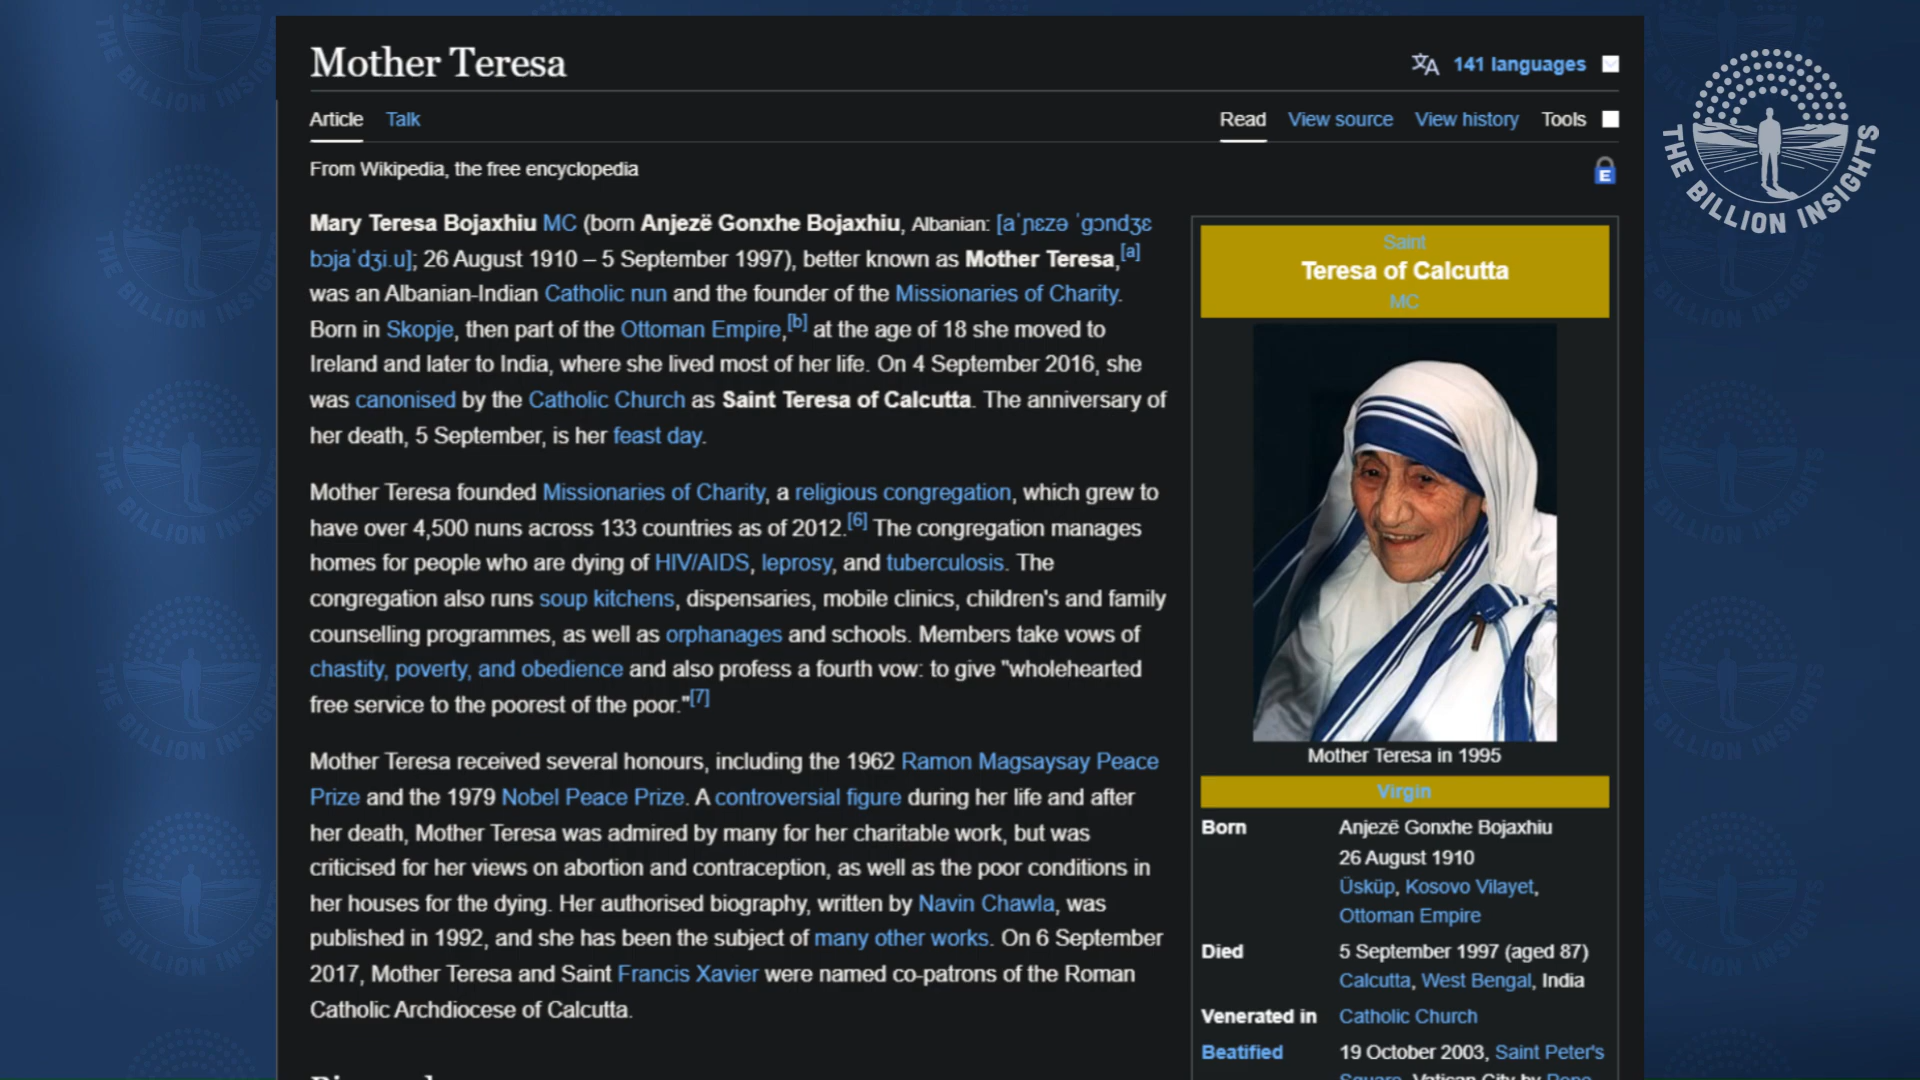 Mother Teresa
141 languages
Article Talk
Read View source View history Tools
From Wikipedia, the free encyclopedia
E
THE BILLION INSIGHTS
Mary Teresa Bojaxhiu MC (born Anjezë Gonxhe Bojaxhiu, Albanian: [aˈɲɛzə ˈɡɔndʒɛ
bɔjaˈdʒi.u]; 26 August 1910 – 5 September 1997), better known as Mother Teresa,[a]
was an Albanian-Indian Catholic nun and the founder of the Missionaries of Charity.
Born in Skopje, then part of the Ottoman Empire,[b] at the age of 18 she moved to
Ireland and later to India, where she lived most of her life. On 4 September 2016, she
was canonised by the Catholic Church as Saint Teresa of Calcutta. The anniversary of
her death, 5 September, is her feast day.
Mother Teresa founded Missionaries of Charity, a religious congregation, which grew to
have over 4,500 nuns across 133 countries as of 2012.[6] The congregation manages
homes for people who are dying of HIV/AIDS, leprosy, and tuberculosis. The
congregation also runs soup kitchens, dispensaries, mobile clinics, children's and family
counselling programmes, as well as orphanages and schools. Members take vows of
chastity, poverty, and obedience and also profess a fourth vow: to give "wholehearted
free service to the poorest of the poor."[7]
Mother Teresa received several honours, including the 1962 Ramon Magsaysay Peace
Prize and the 1979 Nobel Peace Prize. A controversial figure during her life and after
her death, Mother Teresa was admired by many for her charitable work, but was
criticised for her views on abortion and contraception, as well as the poor conditions in
her houses for the dying. Her authorised biography, written by Navin Chawla, was
published in 1992, and she has been the subject of many other works. On 6 September
2017, Mother Teresa and Saint Francis Xavier were named co-patrons of the Roman
Catholic Archdiocese of Calcutta.
Saint
Teresa of Calcutta
MC
Mother Teresa in 1995
Virgin
Born Anjezë Gonxhe Bojaxhiu
26 August 1910
Üsküp, Kosovo Vilayet,
Ottoman Empire
Died 5 September 1997 (aged 87)
Calcutta, West Bengal, India
Venerated in Catholic Church
Beatified 19 October 2003, Saint Peter's
Square, Vatican City by Pope